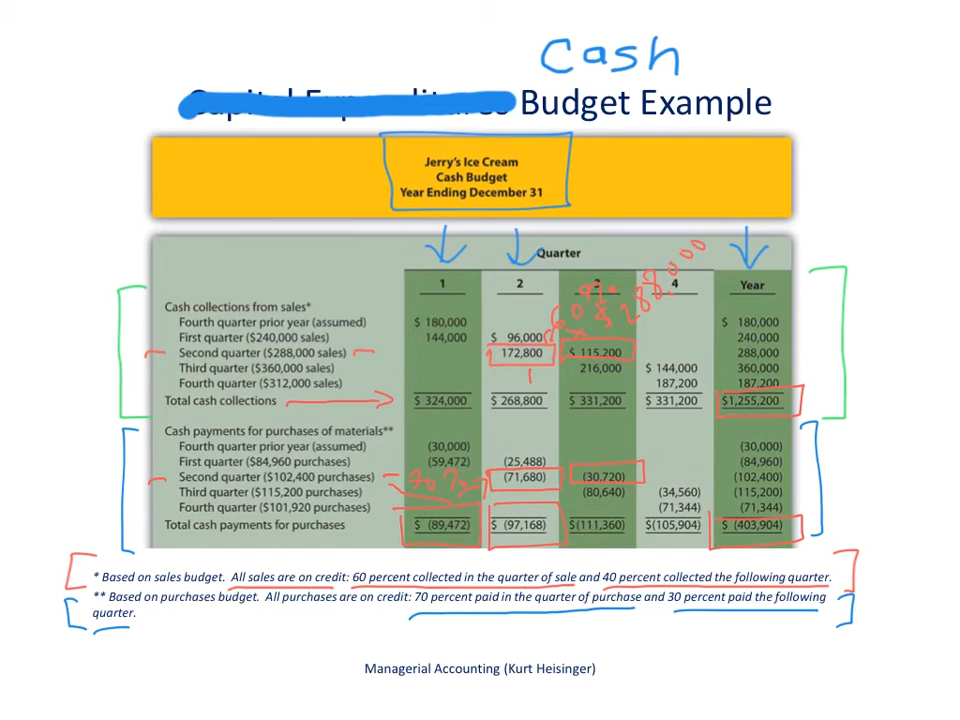 Cash
Capital Expenditures Budget Example
Jerry's Ice Cream
Cash Budget
Year Ending December 31
Quarter
1 2 3 4 Year
60% × $288,000
Cash collections from sales*
Fourth quarter prior year (assumed) $ 180,000 $ 180,000
First quarter ($240,000 sales) 144,000 $ 96,000 240,000
Second quarter ($288,000 sales) 172,800 $ 115,200 288,000
Third quarter ($360,000 sales) 216,000 $ 144,000 360,000
Fourth quarter ($312,000 sales) 187,200 187,200
Total cash collections $ 324,000 $ 268,800 $ 331,200 $ 331,200 $1,255,200
Cash payments for purchases of materials**
Fourth quarter prior year (assumed) (30,000) (30,000)
First quarter ($84,960 purchases) (59,472) (25,488) (84,960)
Second quarter ($102,400 purchases) 70% (71,680) (30,720) (102,400)
Third quarter ($115,200 purchases) (80,640) (34,560) (115,200)
Fourth quarter ($101,920 purchases) (71,344) (71,344)
Total cash payments for purchases $ (89,472) $ (97,168) $(111,360) $(105,904) $ (403,904)
* Based on sales budget. All sales are on credit: 60 percent collected in the quarter of sale and 40 percent collected the following quarter.
** Based on purchases budget. All purchases are on credit: 70 percent paid in the quarter of purchase and 30 percent paid the following
quarter.
Managerial Accounting (Kurt Heisinger)